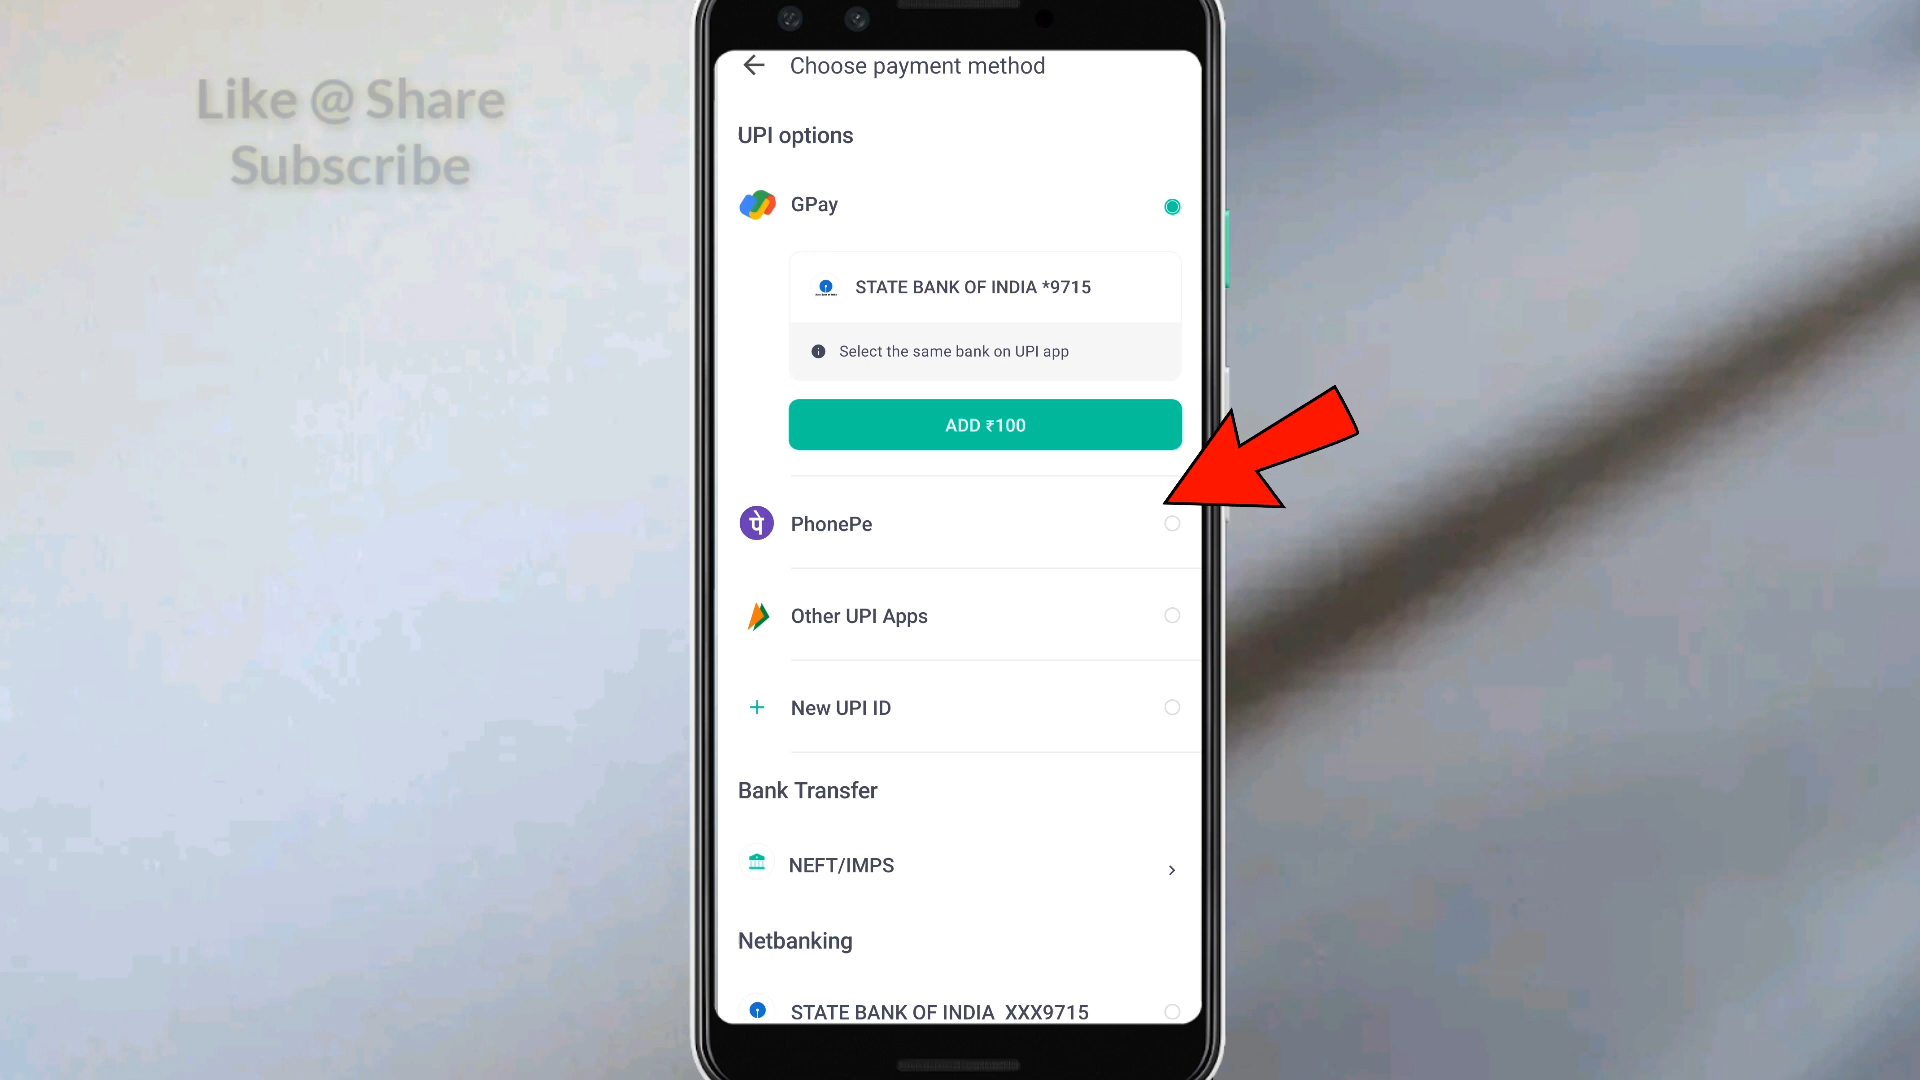 Like @ Share
Subscribe
Choose payment method
UPI options
GPay
STATE BANK OF INDIA *9715
Select the same bank on UPI app
ADD ₹100
पे
PhonePe
Other UPI Apps
New UPI ID
Bank Transfer
NEFT/IMPS
Netbanking
STATE BANK OF INDIA XXX9715